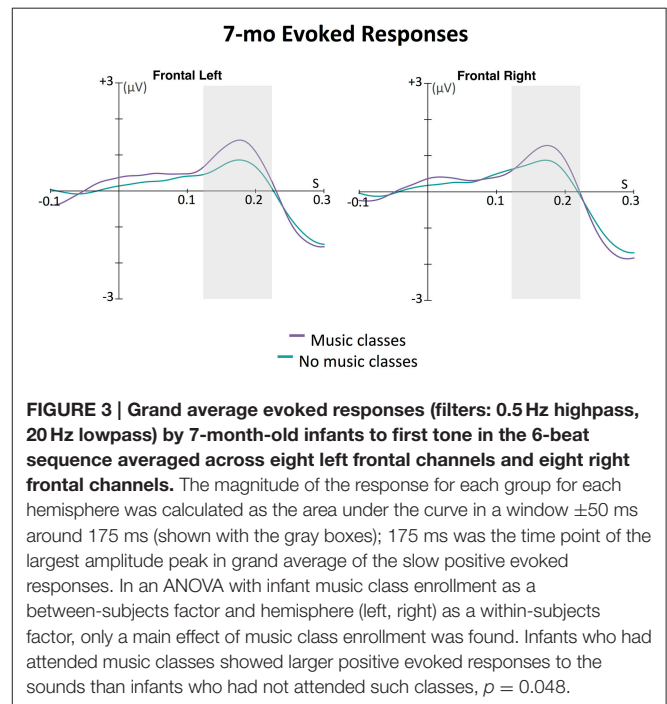 7-mo Evoked Responses
Frontal Left
Frontal Right
+3
(μV)
+3
(μV)
S
S
-0.1
0.1
0.2
0.3
-0.1
0.1
0.2
0.3
-3
-3
Music classes
No music classes
FIGURE 3 | Grand average evoked responses (filters: 0.5 Hz highpass,
20 Hz lowpass) by 7-month-old infants to first tone in the 6-beat
sequence averaged across eight left frontal channels and eight right
frontal channels. The magnitude of the response for each group for each
hemisphere was calculated as the area under the curve in a window ±50 ms
around 175 ms (shown with the gray boxes); 175 ms was the time point of the
largest amplitude peak in grand average of the slow positive evoked
responses. In an ANOVA with infant music class enrollment as a
between-subjects factor and hemisphere (left, right) as a within-subjects
factor, only a main effect of music class enrollment was found. Infants who had
attended music classes showed larger positive evoked responses to the
sounds than infants who had not attended such classes, p = 0.048.